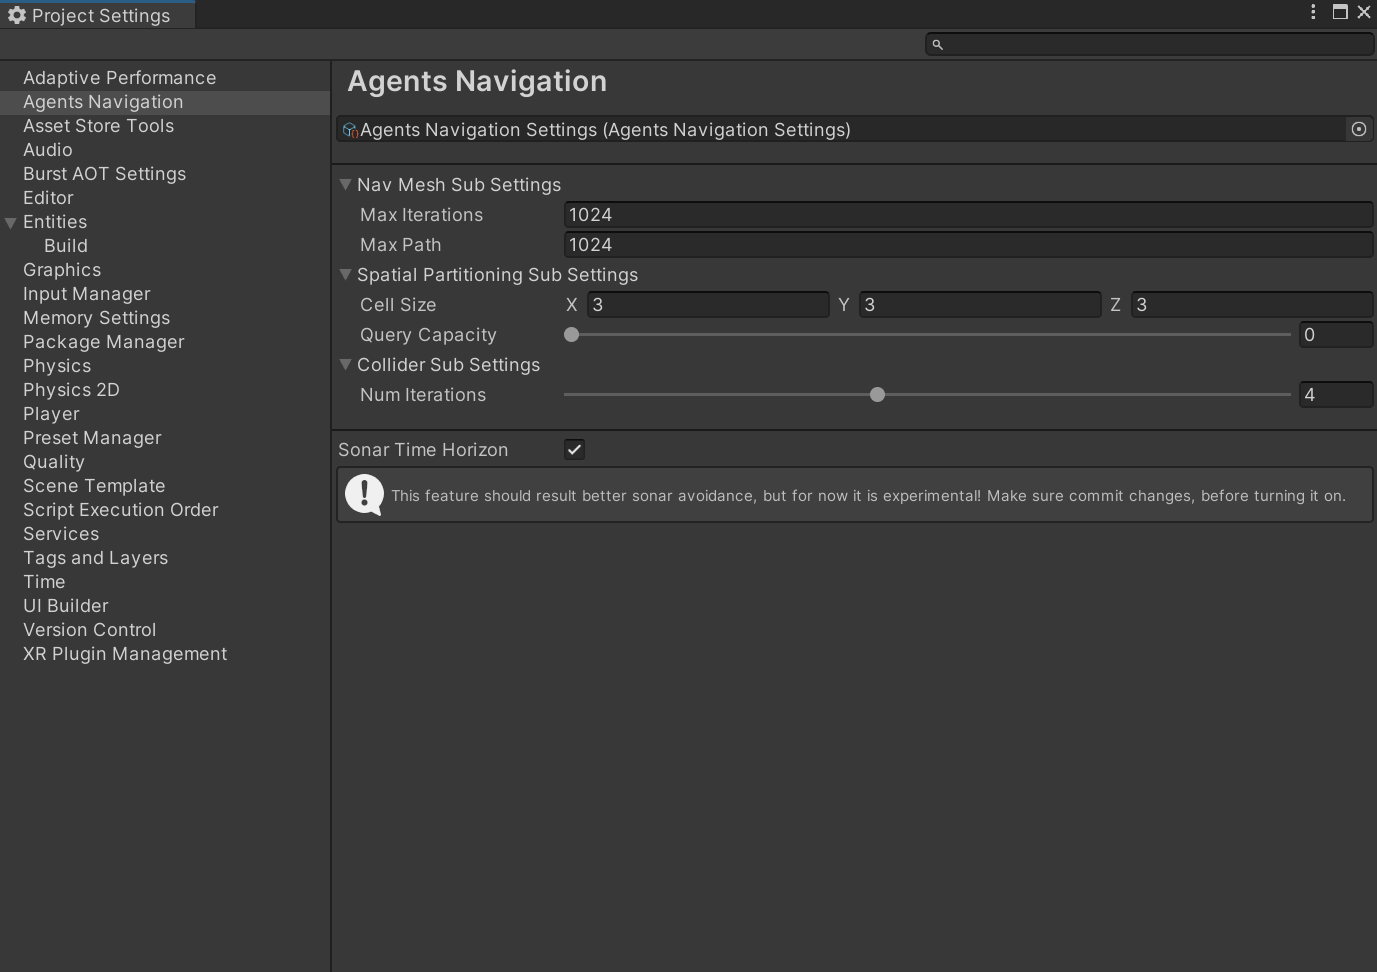 Project Settings
Adaptive Performance
Agents Navigation
Asset Store Tools
Audio
Burst AOT Settings
Editor
Entities
Build
Graphics
Input Manager
Memory Settings
Package Manager
Physics
Physics 2D
Player
Preset Manager
Quality
Scene Template
Script Execution Order
Services
Tags and Layers
Time
UI Builder
Version Control
XR Plugin Management
Agents Navigation
Agents Navigation Settings (Agents Navigation Settings)
Nav Mesh Sub Settings
Max Iterations 1024
Max Path 1024
Spatial Partitioning Sub Settings
Cell Size X 3 Y 3 Z 3
Query Capacity 0
Collider Sub Settings
Num Iterations 4
Sonar Time Horizon
This feature should result better sonar avoidance, but for now it is experimental! Make sure commit changes, before turning it on.